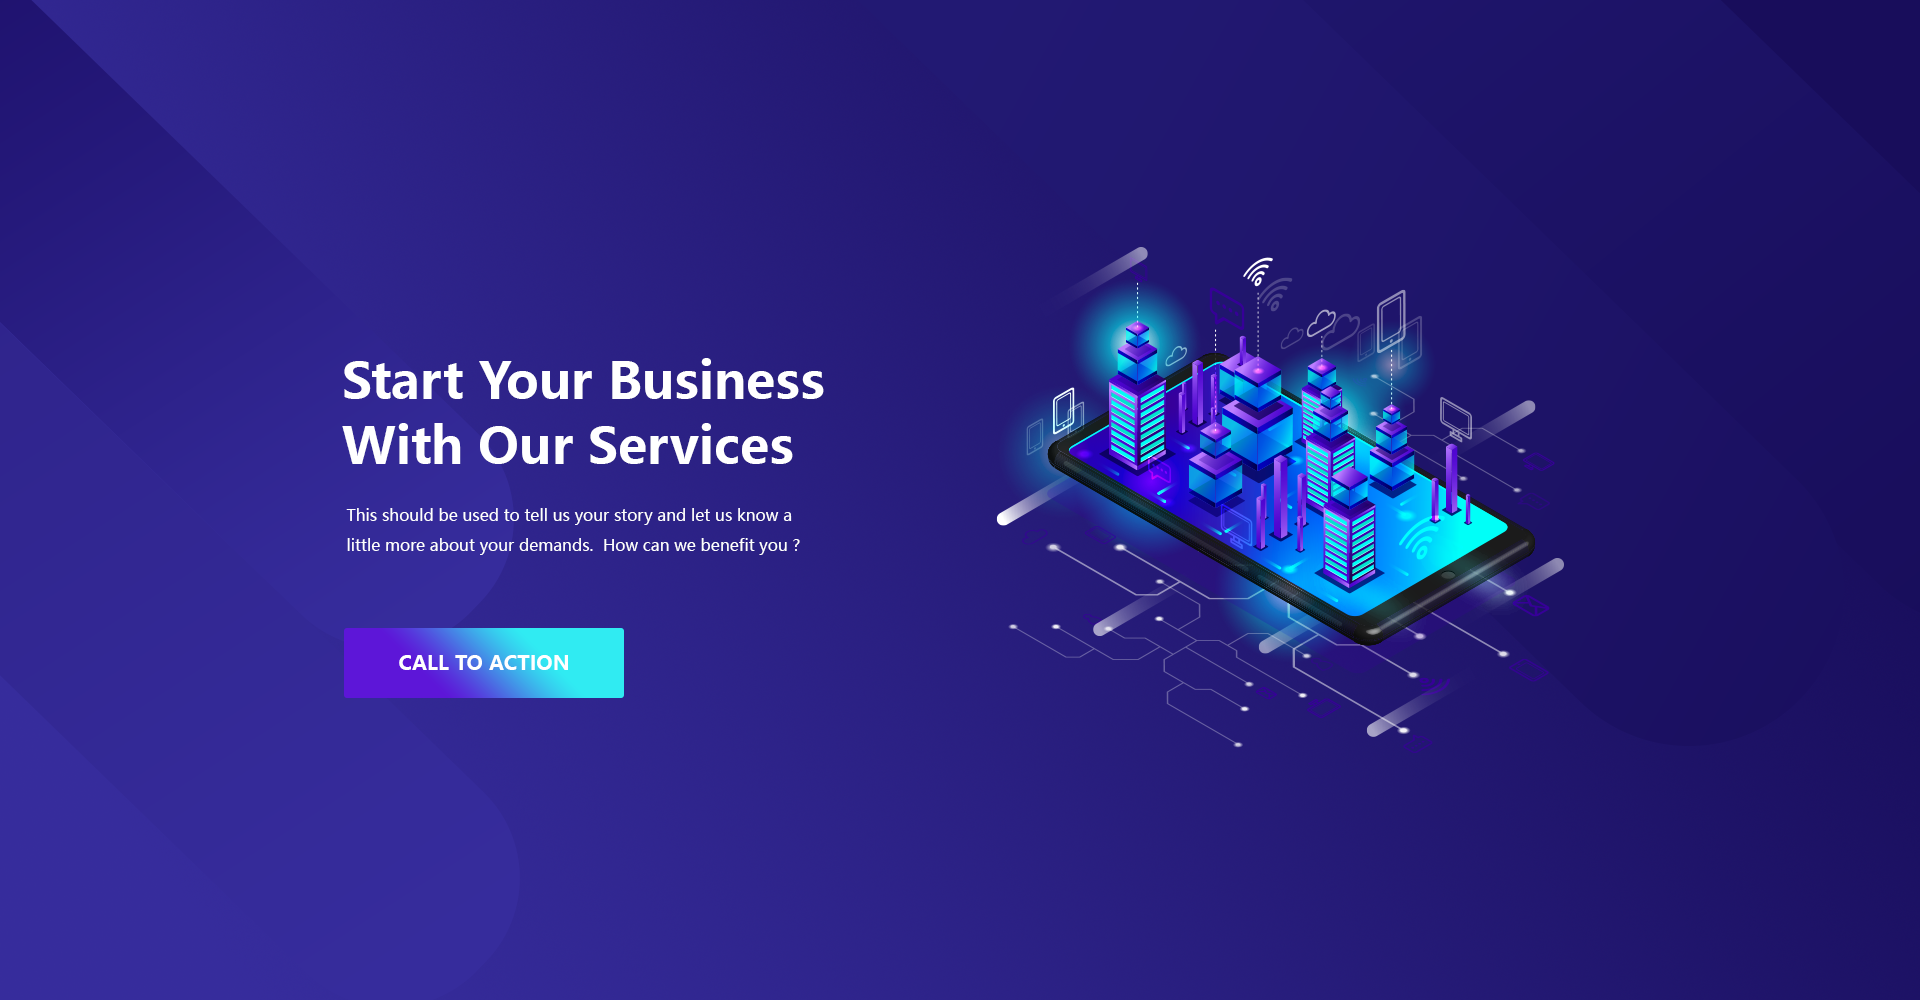 Start Your Business
With Our Services
This should be used to tell us your story and let us know a
little more about your demands.  How can we benefit you ?
CALL TO ACTION